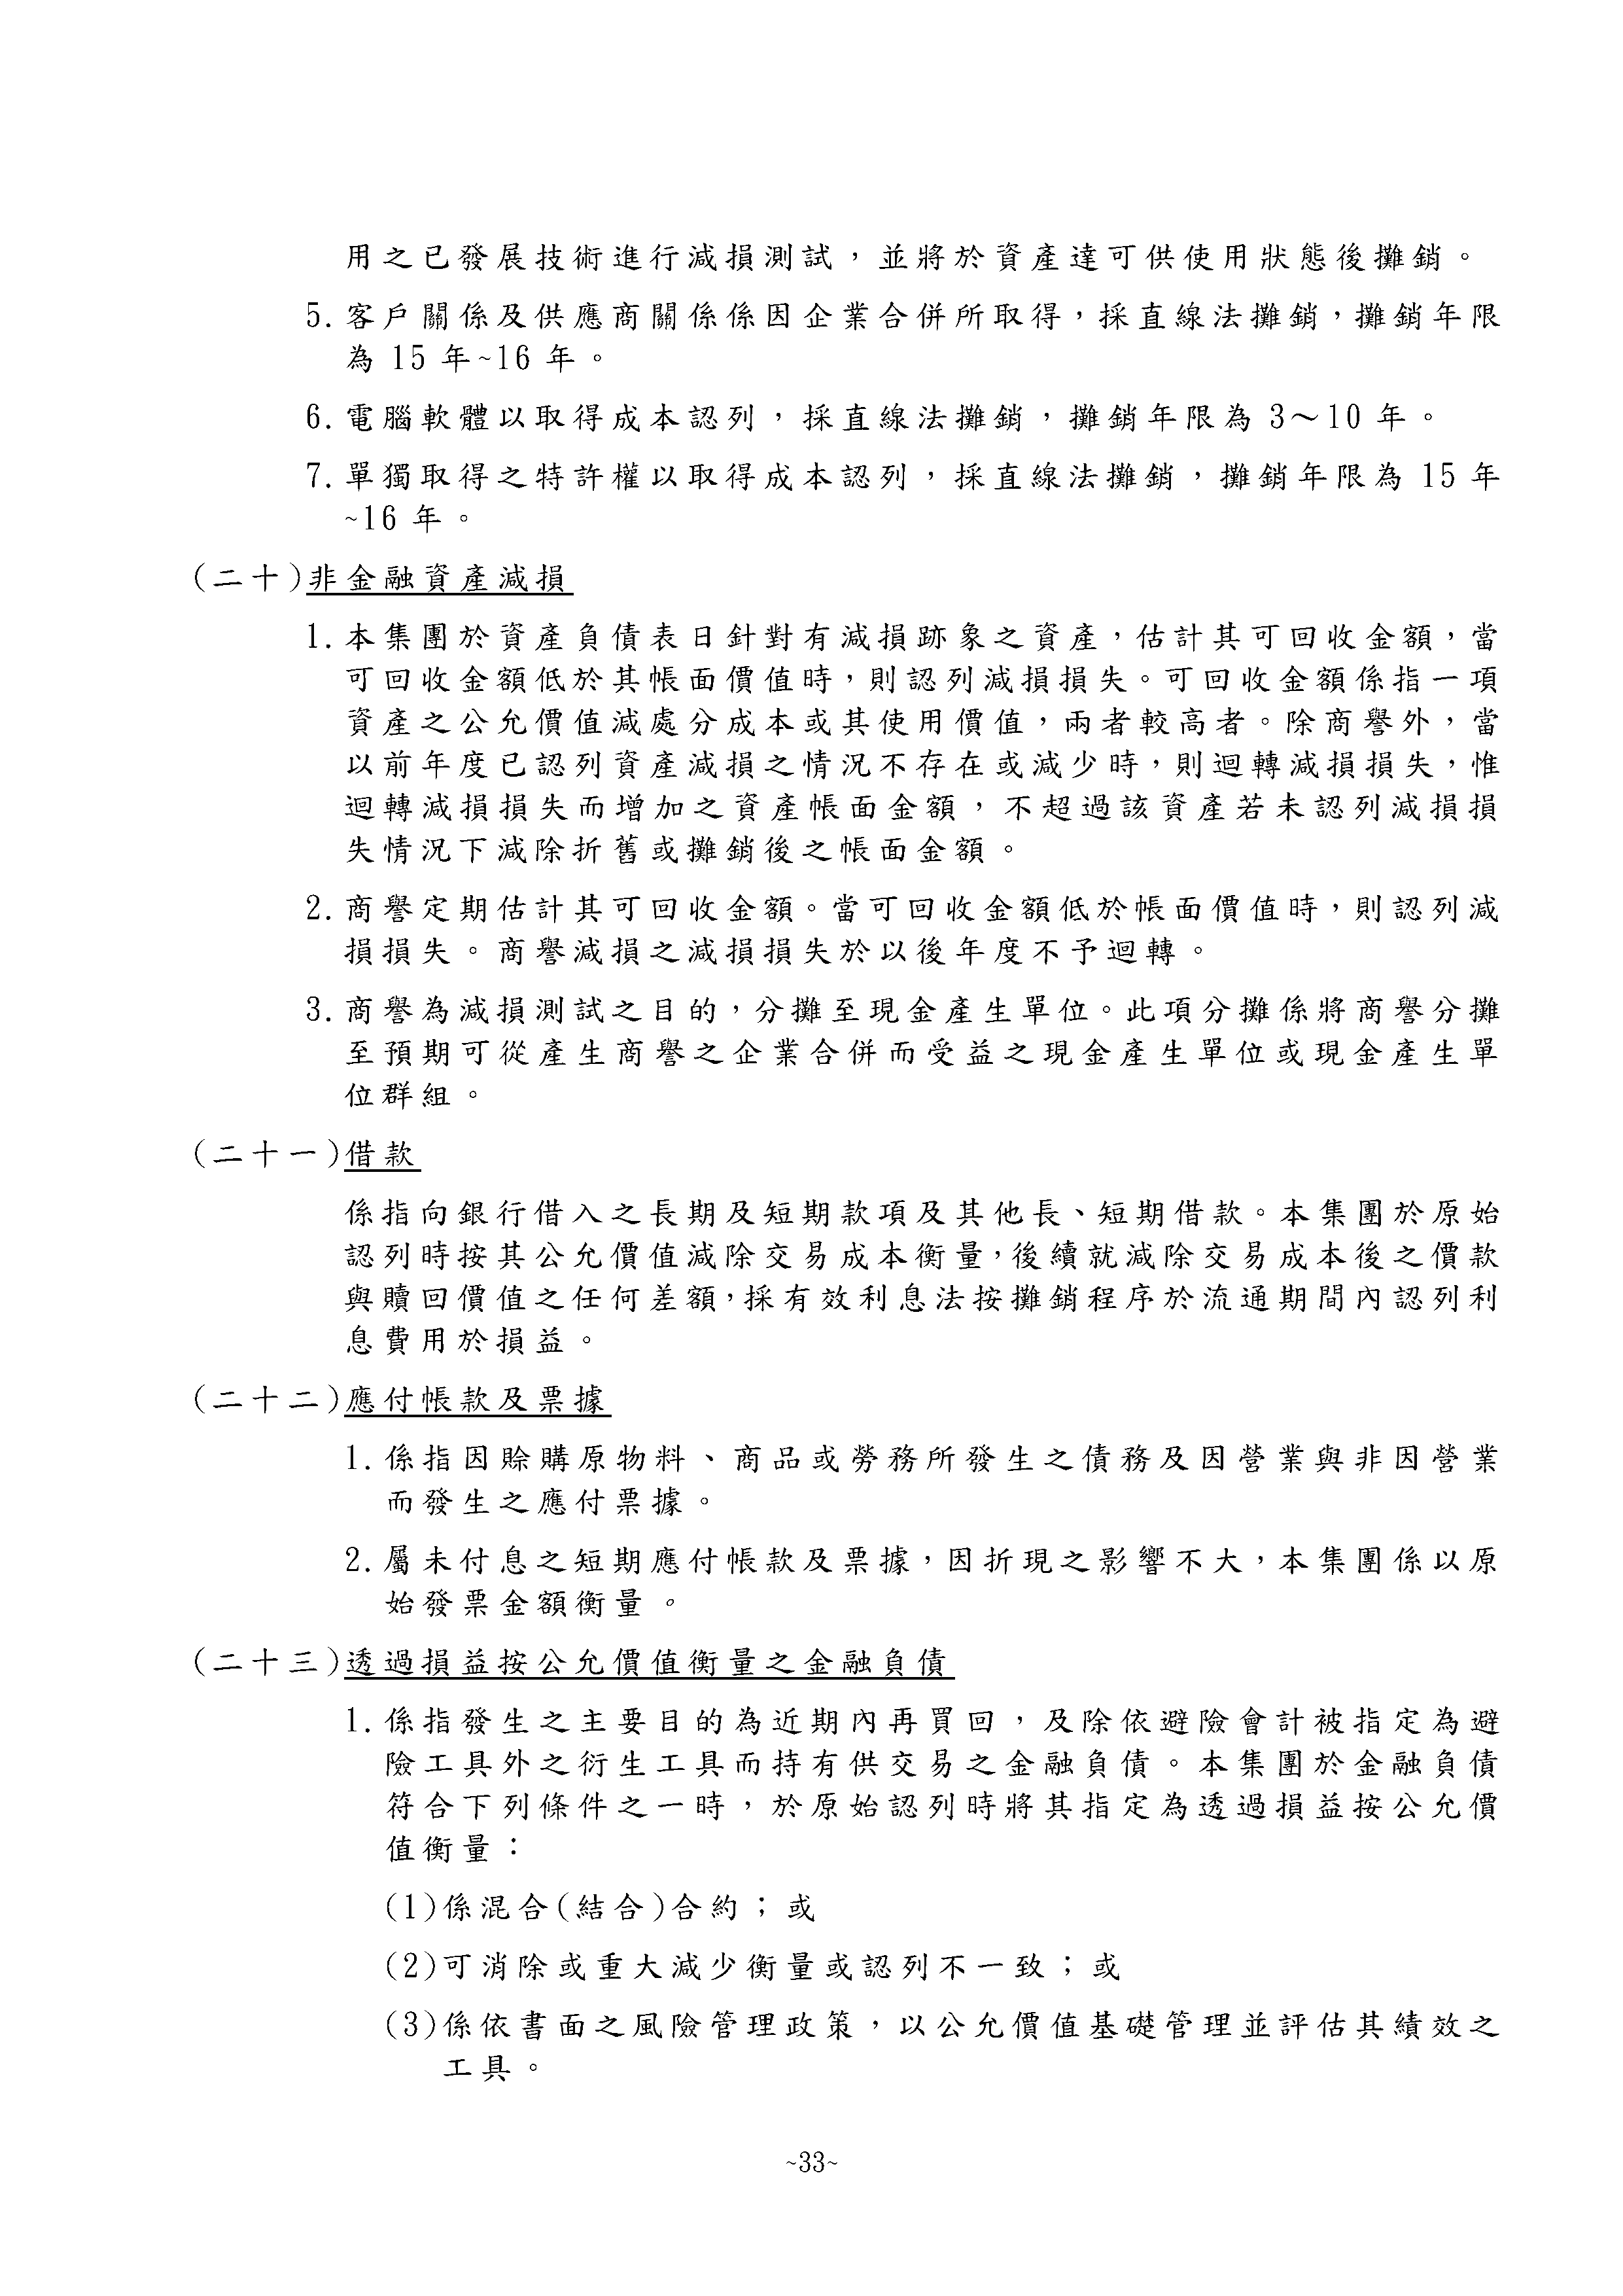 用之已發展技術進行減損測試，並將於資產達可供使用狀態後攤銷。
5.客戶關係及供應商關係係因企業合併所取得，採直線法攤銷，攤銷年限
為 15 年~16 年。
6.電腦軟體以取得成本認列，採直線法攤銷，攤銷年限為 3～10 年。
7.單獨取得之特許權以取得成本認列，採直線法攤銷，攤銷年限為 15 年
~16 年。
(二十)非金融資產減損
1.本集團於資產負債表日針對有減損跡象之資產，估計其可回收金額，當
可回收金額低於其帳面價值時，則認列減損損失。可回收金額係指一項
資產之公允價值減處分成本或其使用價值，兩者較高者。除商譽外，當
以前年度已認列資產減損之情況不存在或減少時，則迴轉減損損失，惟
迴轉減損損失而增加之資產帳面金額，不超過該資產若未認列減損損
失情況下減除折舊或攤銷後之帳面金額。
2.商譽定期估計其可回收金額。當可回收金額低於帳面價值時，則認列減
損損失。商譽減損之減損損失於以後年度不予迴轉。
3.商譽為減損測試之目的，分攤至現金產生單位。此項分攤係將商譽分攤
至預期可從產生商譽之企業合併而受益之現金產生單位或現金產生單
位群組。
(二十一)借款
係指向銀行借入之長期及短期款項及其他長、短期借款。本集團於原始
認列時按其公允價值減除交易成本衡量，後續就減除交易成本後之價款
與贖回價值之任何差額，採有效利息法按攤銷程序於流通期間內認列利
息費用於損益。
(二十二)應付帳款及票據
1.係指因賒購原物料、商品或勞務所發生之債務及因營業與非因營業
而發生之應付票據。
2.屬未付息之短期應付帳款及票據，因折現之影響不大，本集團係以原
始發票金額衡量。
(二十三)透過損益按公允價值衡量之金融負債
1.係指發生之主要目的為近期內再買回，及除依避險會計被指定為避
險工具外之衍生工具而持有供交易之金融負債。本集團於金融負債
符合下列條件之一時，於原始認列時將其指定為透過損益按公允價
值衡量：
(1)係混合(結合)合約；或
(2)可消除或重大減少衡量或認列不一致；或
(3)係依書面之風險管理政策，以公允價值基礎管理並評估其績效之
工具。
~33~